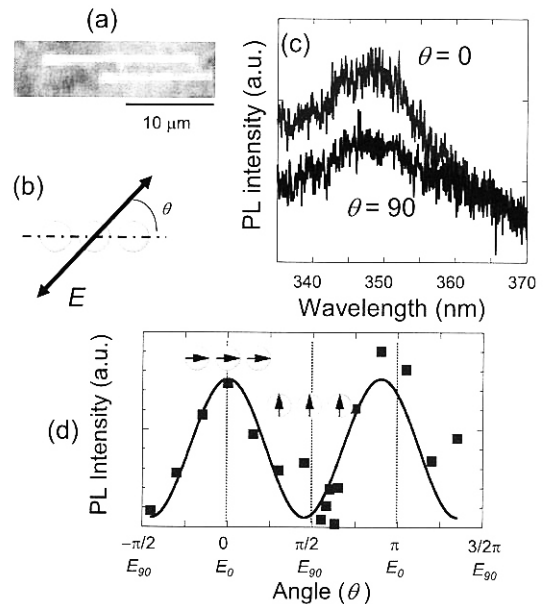 (a)
10 μm
(b)
θ
E
(c)
PL intensity (a.u.)
θ = 0
θ = 90
340 350 360 370
Wavelength (nm)
(d)
PL Intensity (a.u.)
−π/2 0 π/2 π 3/2π
E90 E0 E90 E0 E90
Angle (θ)